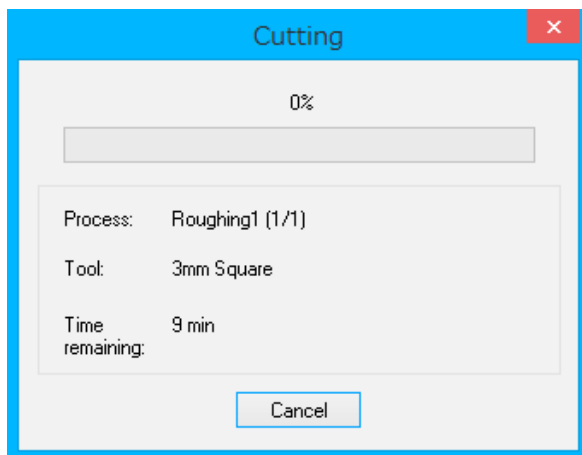 Cutting
0%
Process: Roughing1 (1/1)
Tool: 3mm Square
Time remaining: 9 min
Cancel